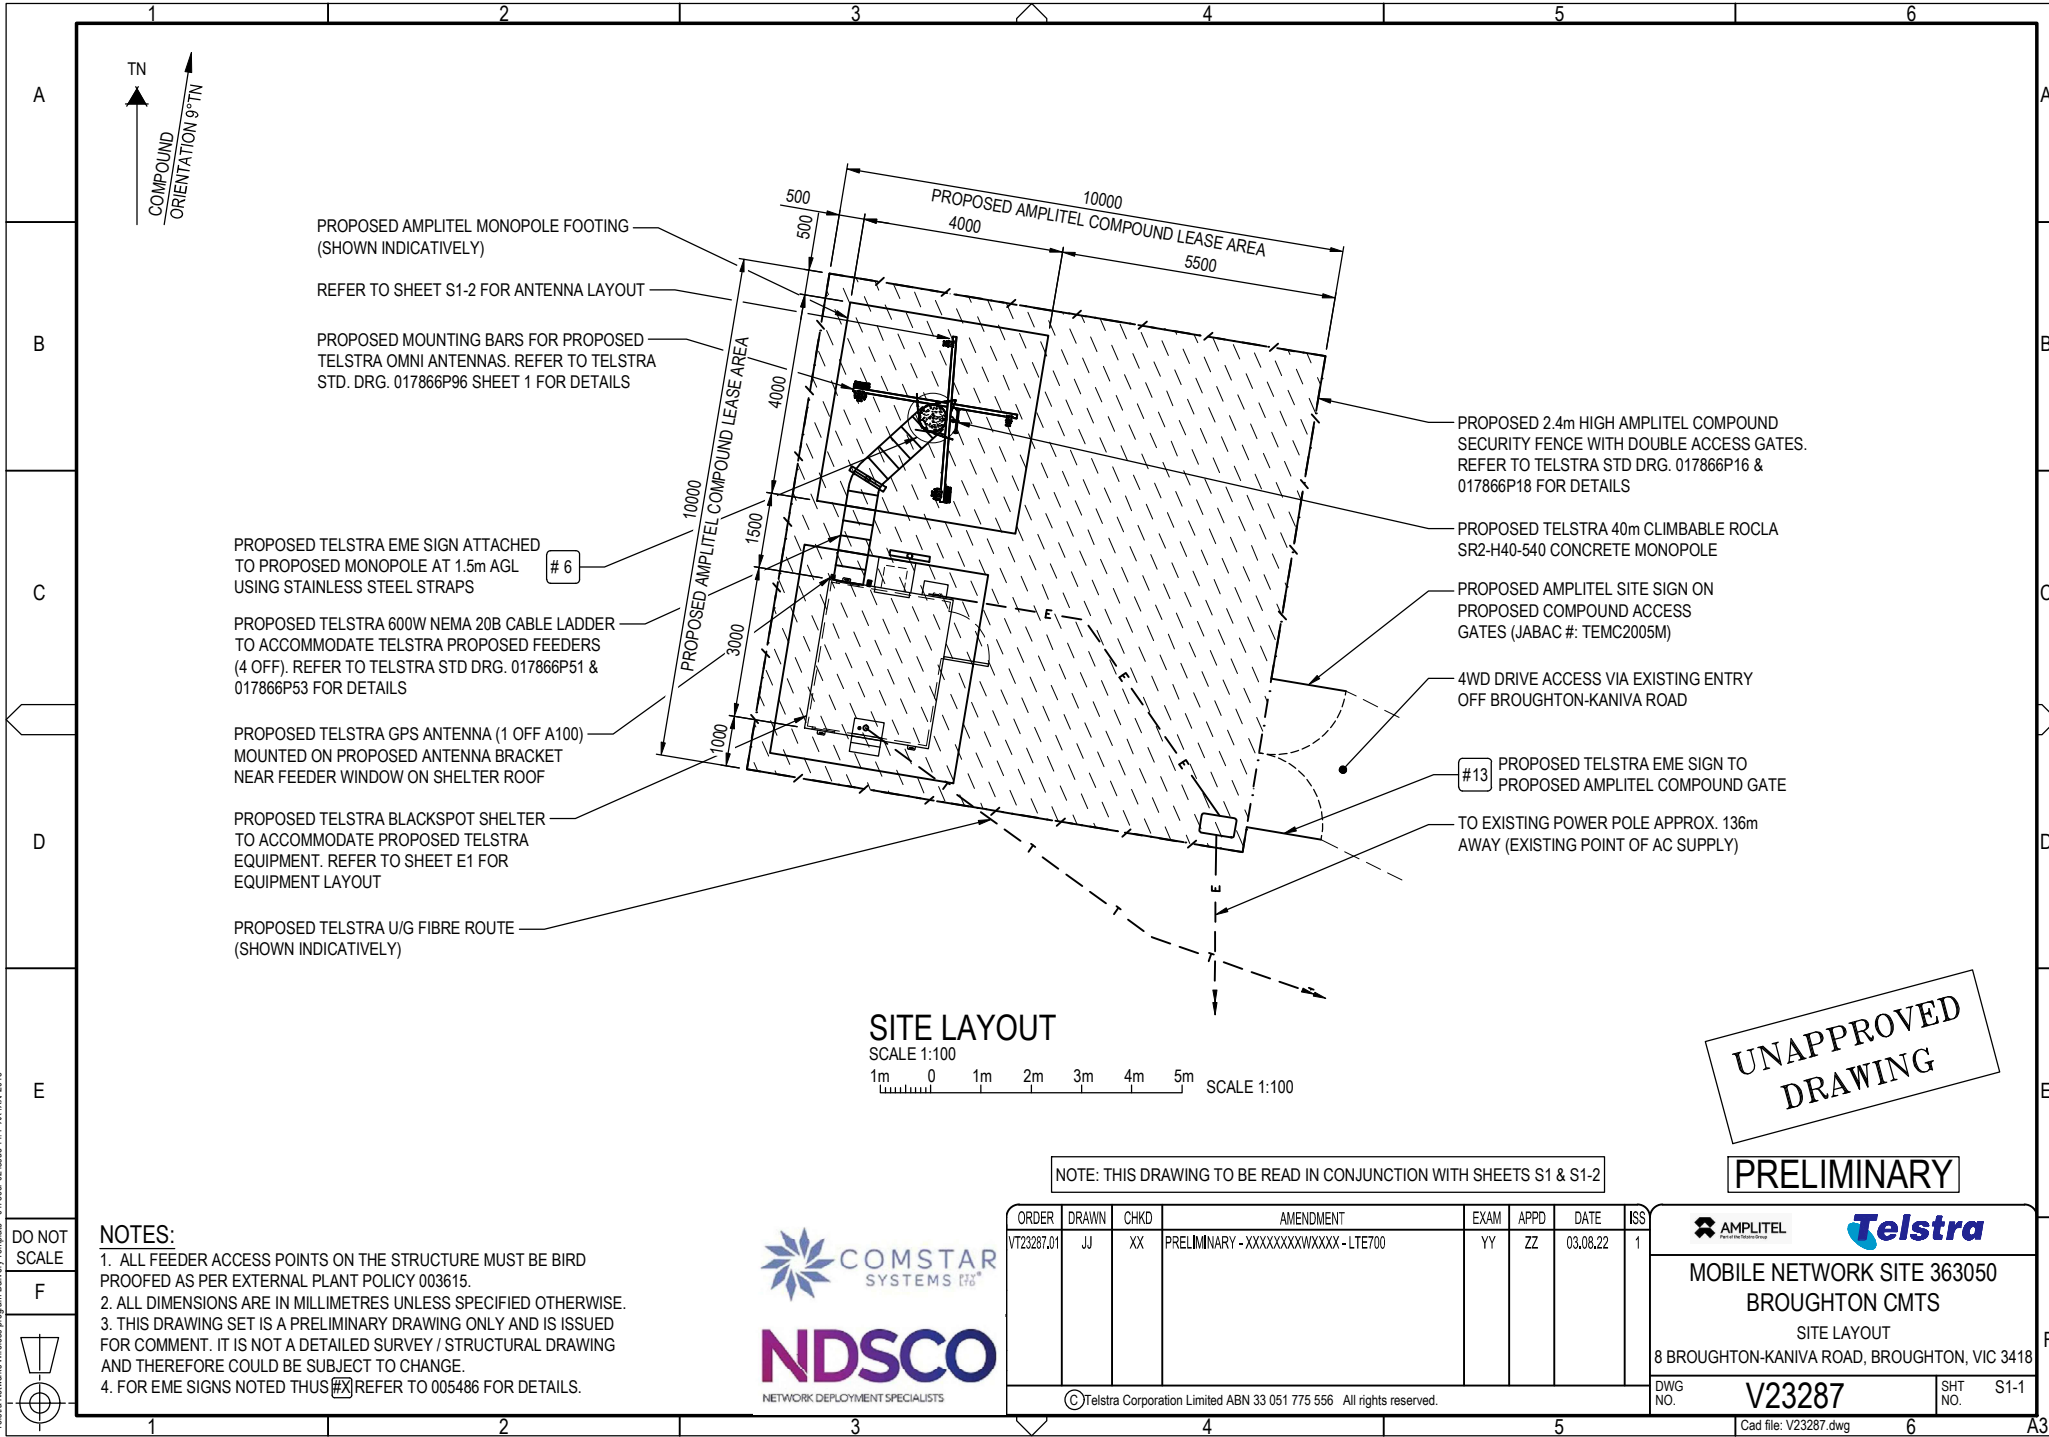 1 2 3 4 5 6
A
B
C
D
E
F
A
B
C
D
E
F
TN
COMPOUND
ORIENTATION 9°TN
PROPOSED AMPLITEL MONOPOLE FOOTING
(SHOWN INDICATIVELY)
REFER TO SHEET S1-2 FOR ANTENNA LAYOUT
PROPOSED MOUNTING BARS FOR PROPOSED
TELSTRA OMNI ANTENNAS. REFER TO TELSTRA
STD. DRG. 017866P96 SHEET 1 FOR DETAILS
PROPOSED TELSTRA EME SIGN ATTACHED
TO PROPOSED MONOPOLE AT 1.5m AGL
USING STAINLESS STEEL STRAPS
# 6
PROPOSED TELSTRA 600W NEMA 20B CABLE LADDER
TO ACCOMMODATE TELSTRA PROPOSED FEEDERS
(4 OFF). REFER TO TELSTRA STD DRG. 017866P51 &
017866P53 FOR DETAILS
PROPOSED TELSTRA GPS ANTENNA (1 OFF A100)
MOUNTED ON PROPOSED ANTENNA BRACKET
NEAR FEEDER WINDOW ON SHELTER ROOF
PROPOSED TELSTRA BLACKSPOT SHELTER
TO ACCOMMODATE PROPOSED TELSTRA
EQUIPMENT. REFER TO SHEET E1 FOR
EQUIPMENT LAYOUT
PROPOSED TELSTRA U/G FIBRE ROUTE
(SHOWN INDICATIVELY)
10000
PROPOSED AMPLITEL COMPOUND LEASE AREA
500
4000
5500
500
4000
1500
3000
1000
10000
PROPOSED AMPLITEL COMPOUND LEASE AREA
E
E
E
E
T
T
T
PROPOSED 2.4m HIGH AMPLITEL COMPOUND
SECURITY FENCE WITH DOUBLE ACCESS GATES.
REFER TO TELSTRA STD DRG. 017866P16 &
017866P18 FOR DETAILS
PROPOSED TELSTRA 40m CLIMBABLE ROCLA
SR2-H40-540 CONCRETE MONOPOLE
PROPOSED AMPLITEL SITE SIGN ON
PROPOSED COMPOUND ACCESS
GATES (JABAC #: TEMC2005M)
4WD DRIVE ACCESS VIA EXISTING ENTRY
OFF BROUGHTON-KANIVA ROAD
#13
PROPOSED TELSTRA EME SIGN TO
PROPOSED AMPLITEL COMPOUND GATE
TO EXISTING POWER POLE APPROX. 136m
AWAY (EXISTING POINT OF AC SUPPLY)
SITE LAYOUT
SCALE 1:100
1m 0 1m 2m 3m 4m 5m SCALE 1:100
UNAPPROVED
DRAWING
PRELIMINARY
NOTE: THIS DRAWING TO BE READ IN CONJUNCTION WITH SHEETS S1 & S1-2
DO NOT
SCALE
NOTES:
1. ALL FEEDER ACCESS POINTS ON THE STRUCTURE MUST BE BIRD
PROOFED AS PER EXTERNAL PLANT POLICY 003615.
2. ALL DIMENSIONS ARE IN MILLIMETRES UNLESS SPECIFIED OTHERWISE.
3. THIS DRAWING SET IS A PRELIMINARY DRAWING ONLY AND IS ISSUED
FOR COMMENT. IT IS NOT A DETAILED SURVEY / STRUCTURAL DRAWING
AND THEREFORE COULD BE SUBJECT TO CHANGE.
4. FOR EME SIGNS NOTED THUS #X REFER TO 005486 FOR DETAILS.
COMSTAR
SYSTEMS PTY LTD
NDSCO
NETWORK DEPLOYMENT SPECIALISTS
ORDER DRAWN CHKD AMENDMENT EXAM APPD DATE ISS
VT23287.01 JJ XX PRELIMINARY - XXXXXXXXWXXXX - LTE700 YY ZZ 03.08.22 1
© Telstra Corporation Limited ABN 33 051 775 556 All rights reserved.
AMPLITEL
Part of the Telstra Group
Telstra
MOBILE NETWORK SITE 363050
BROUGHTON CMTS
SITE LAYOUT
8 BROUGHTON-KANIVA ROAD, BROUGHTON, VIC 3418
DWG NO. V23287 SHT NO. S1-1
Cad file: V23287.dwg
1 2 3 4 5 6 A3